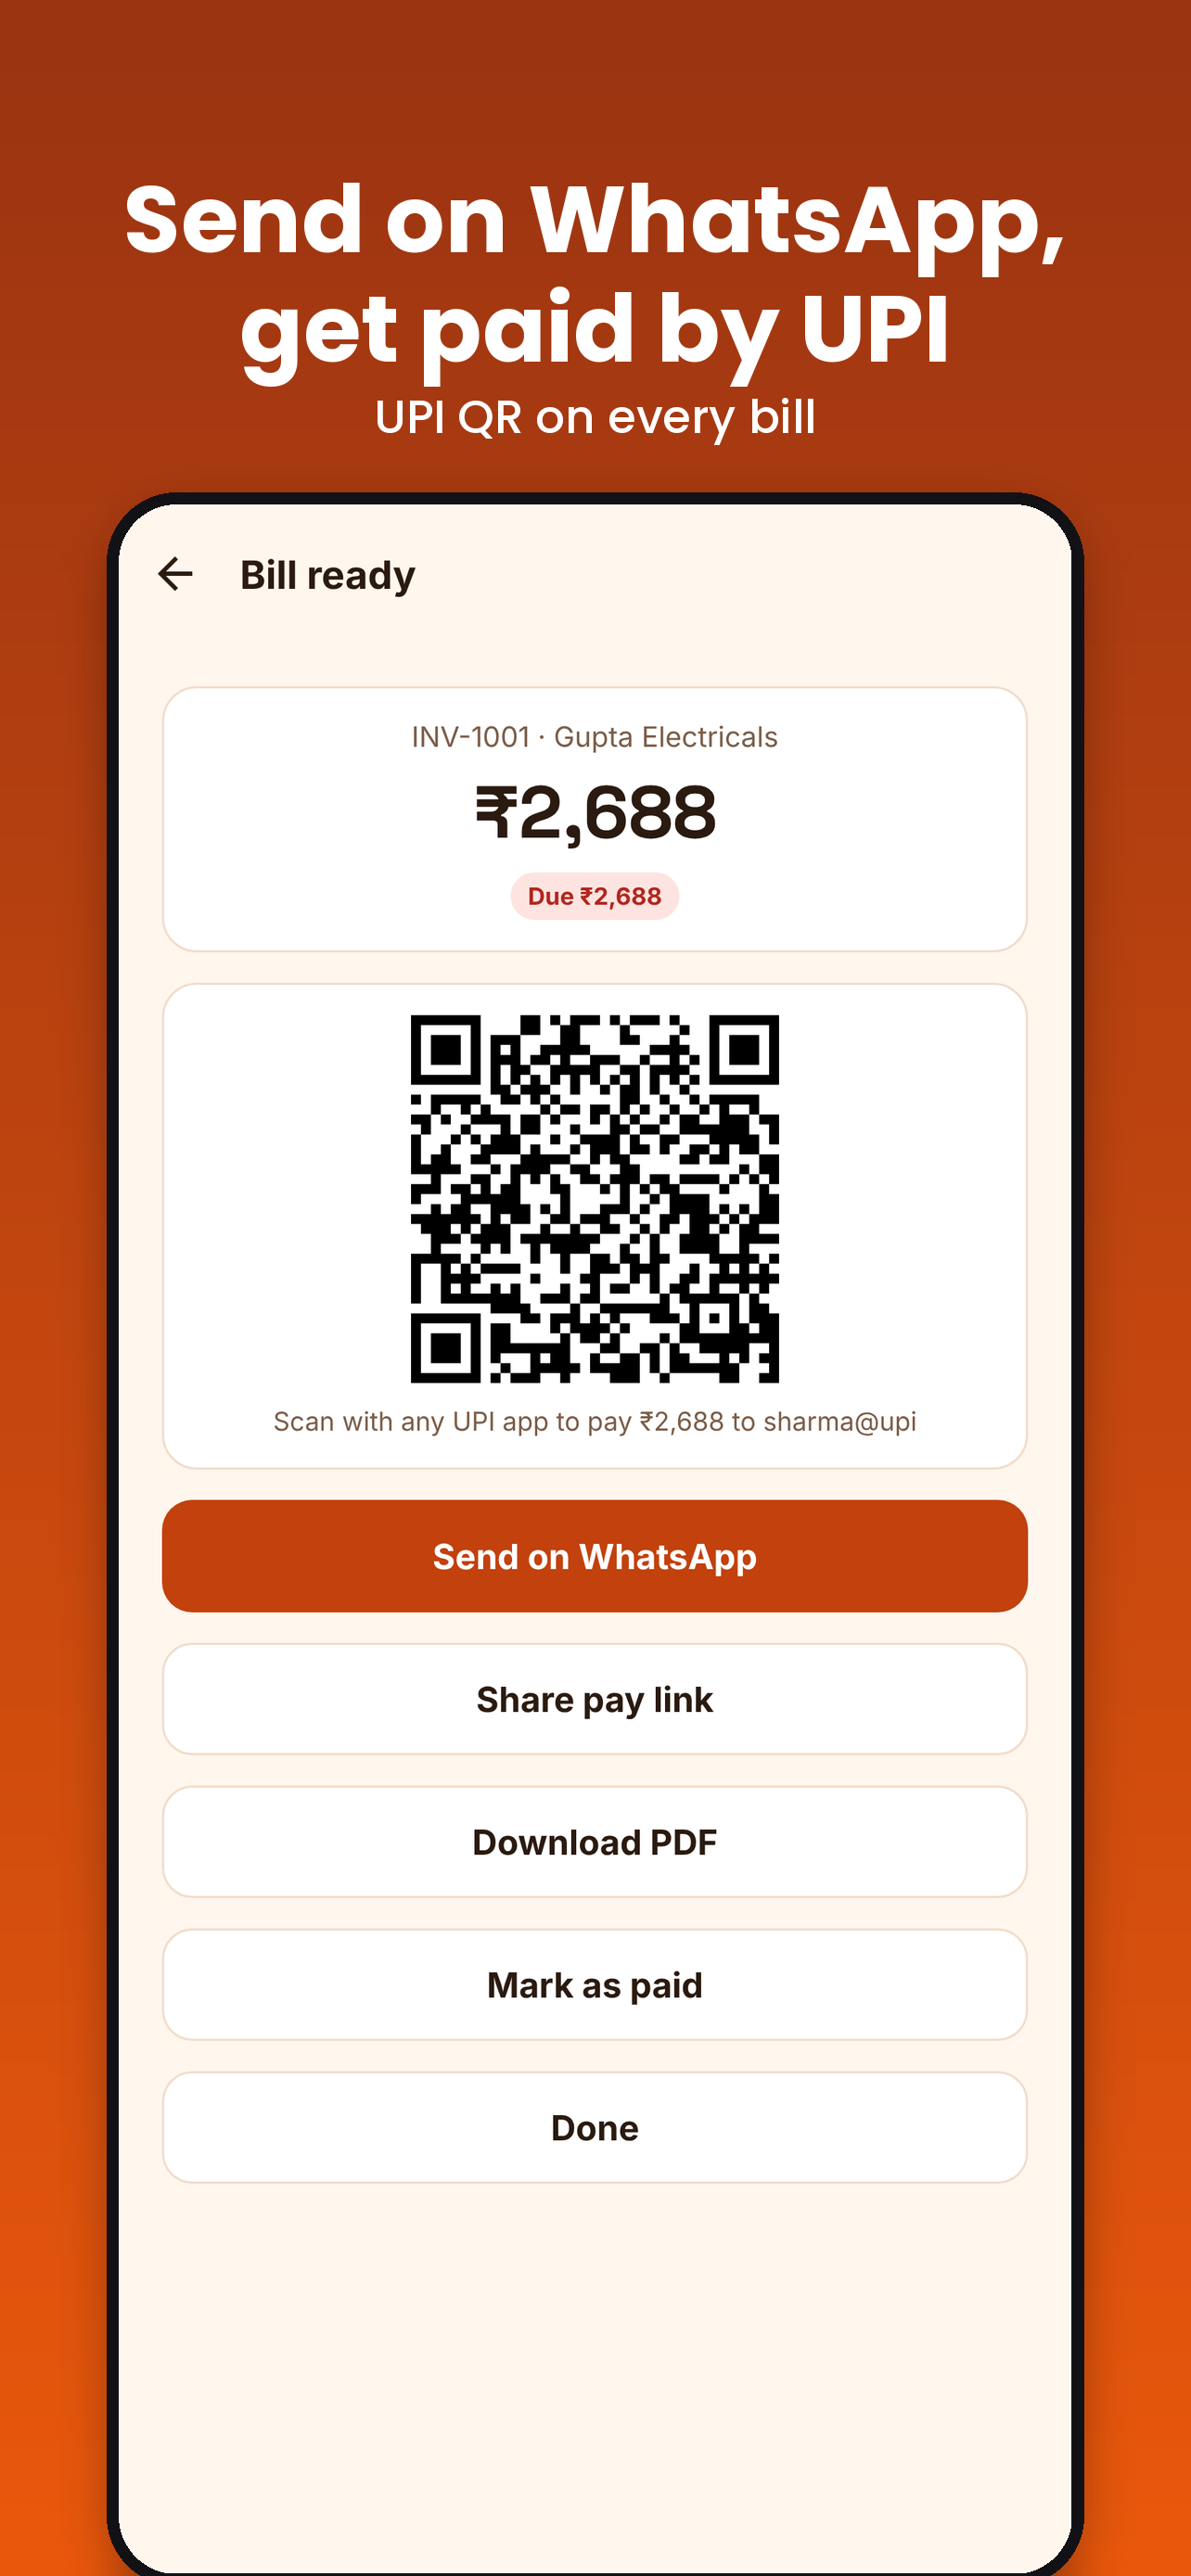 Send on WhatsApp,
get paid by UPI
UPI QR on every bill
Bill ready
INV-1001 · Gupta Electricals
₹2,688
Due ₹2,688
Scan with any UPI app to pay ₹2,688 to sharma@upi
Send on WhatsApp
Share pay link
Download PDF
Mark as paid
Done